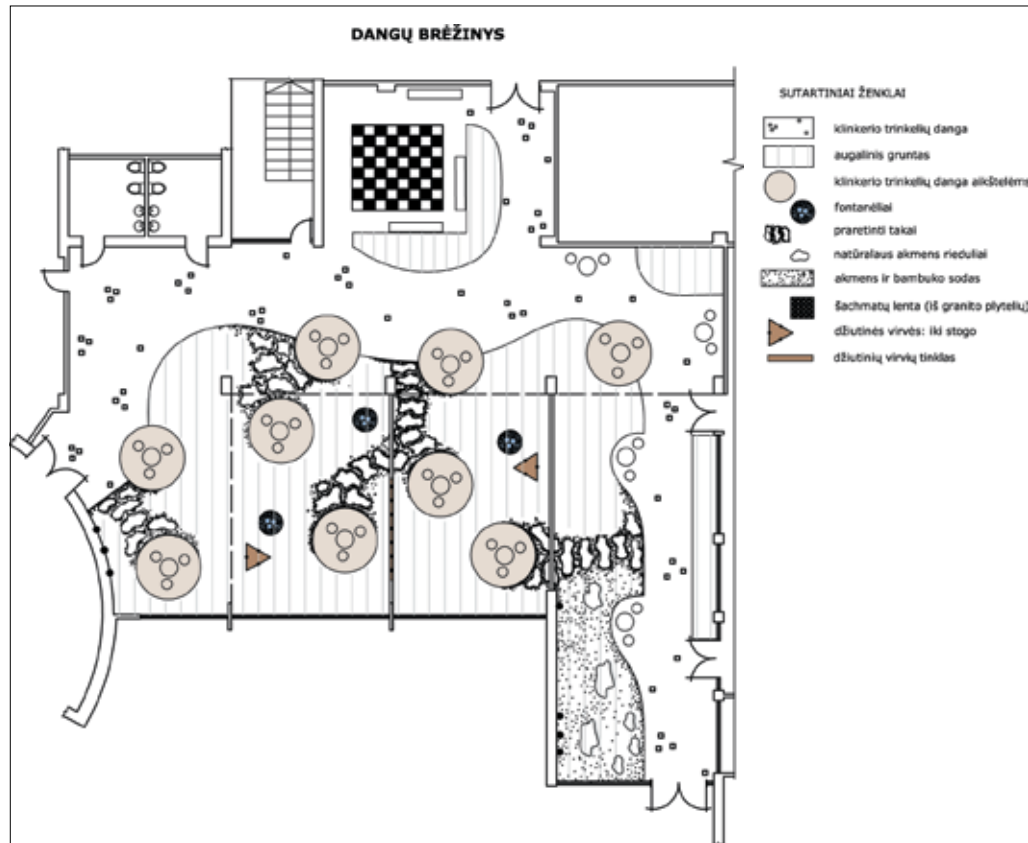 DANGŲ BRĖŽINYS
SUTARTINIAI ŽENKLAI
klinkerio trinkelių danga
augalinis gruntas
klinkerio trinkelių danga aikštelėms
fontanėliai
praretinti takai
natūralaus akmens rieduliai
akmens ir bambuko sodas
šachmatų lenta (iš granito plytelių)
džiutinės virvės: iki stogo
džiutinių virvių tinklas